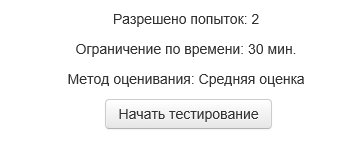 Разрешено попыток: 2
Ограничение по времени: 30 мин.
Метод оценивания: Средняя оценка
Начать тестирование